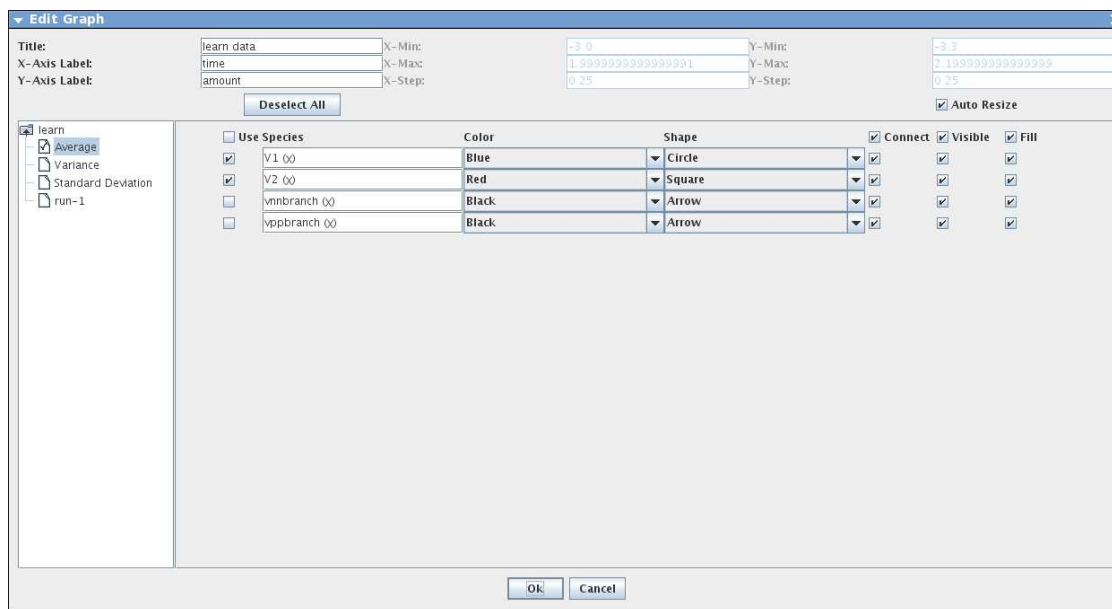 Edit Graph
Title: learn data X-Min: -3.0 Y-Min: -3.3
X-Axis Label: time X-Max: 1.9999999999999991 Y-Max: 2.199999999999999
Y-Axis Label: amount X-Step: 0.25 Y-Step: 0.25
Deselect All Auto Resize
learn
Average
Variance
Standard Deviation
run-1
Use Species Color Shape Connect Visible Fill
V1 (x) Blue Circle
V2 (x) Red Square
vnnbranch (x) Black Arrow
vppbranch (x) Black Arrow
Ok Cancel